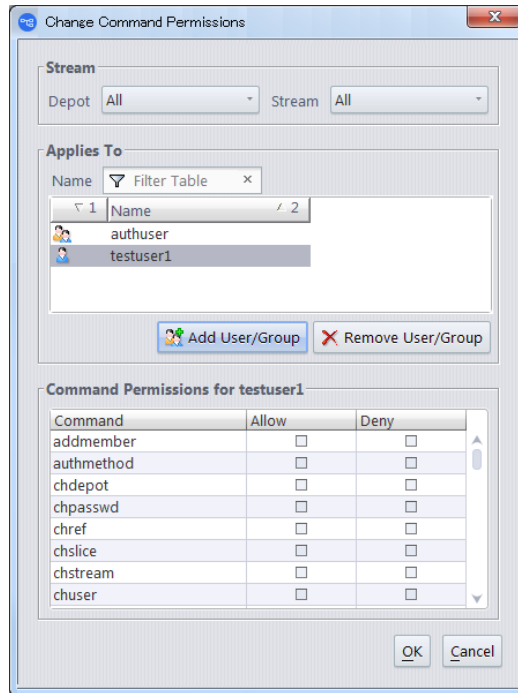 Change Command Permissions
Stream
Depot All Stream All
Applies To
Name Filter Table ×
1 Name 2
authuser
testuser1
Add User/Group Remove User/Group
Command Permissions for testuser1
Command Allow Deny
addmember
authmethod
chdepot
chpasswd
chref
chslice
chstream
chuser
OK Cancel